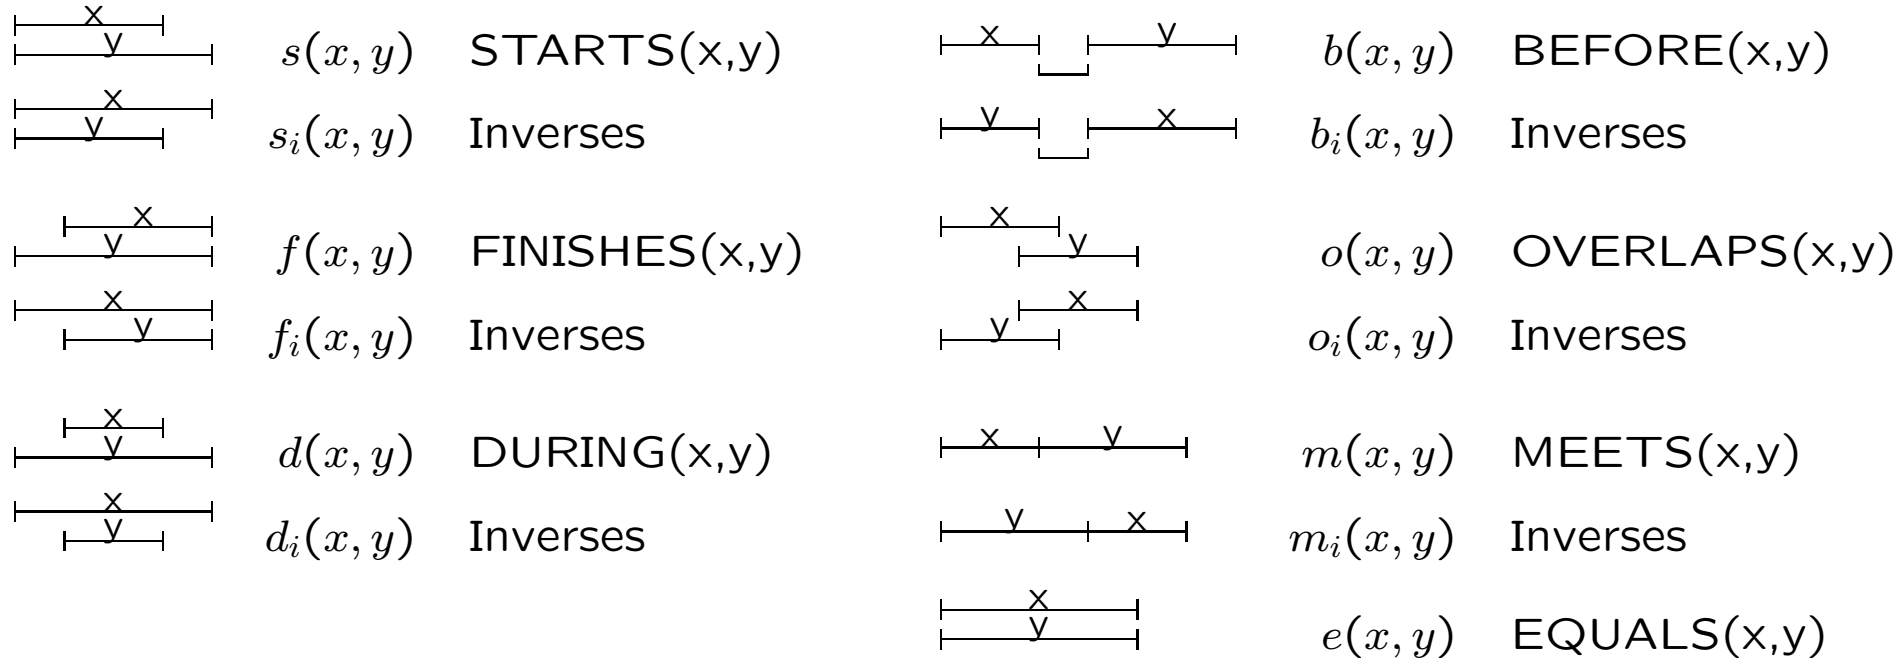 x
y
s(x, y) STARTS(x,y)
x
y
s_i(x, y) Inverses
x
y
f(x, y) FINISHES(x,y)
x
y
f_i(x, y) Inverses
x
y
d(x, y) DURING(x,y)
x
y
d_i(x, y) Inverses
x y
b(x, y) BEFORE(x,y)
y x
b_i(x, y) Inverses
x
y
o(x, y) OVERLAPS(x,y)
x
y
o_i(x, y) Inverses
x y
m(x, y) MEETS(x,y)
y x
m_i(x, y) Inverses
x
y
e(x, y) EQUALS(x,y)